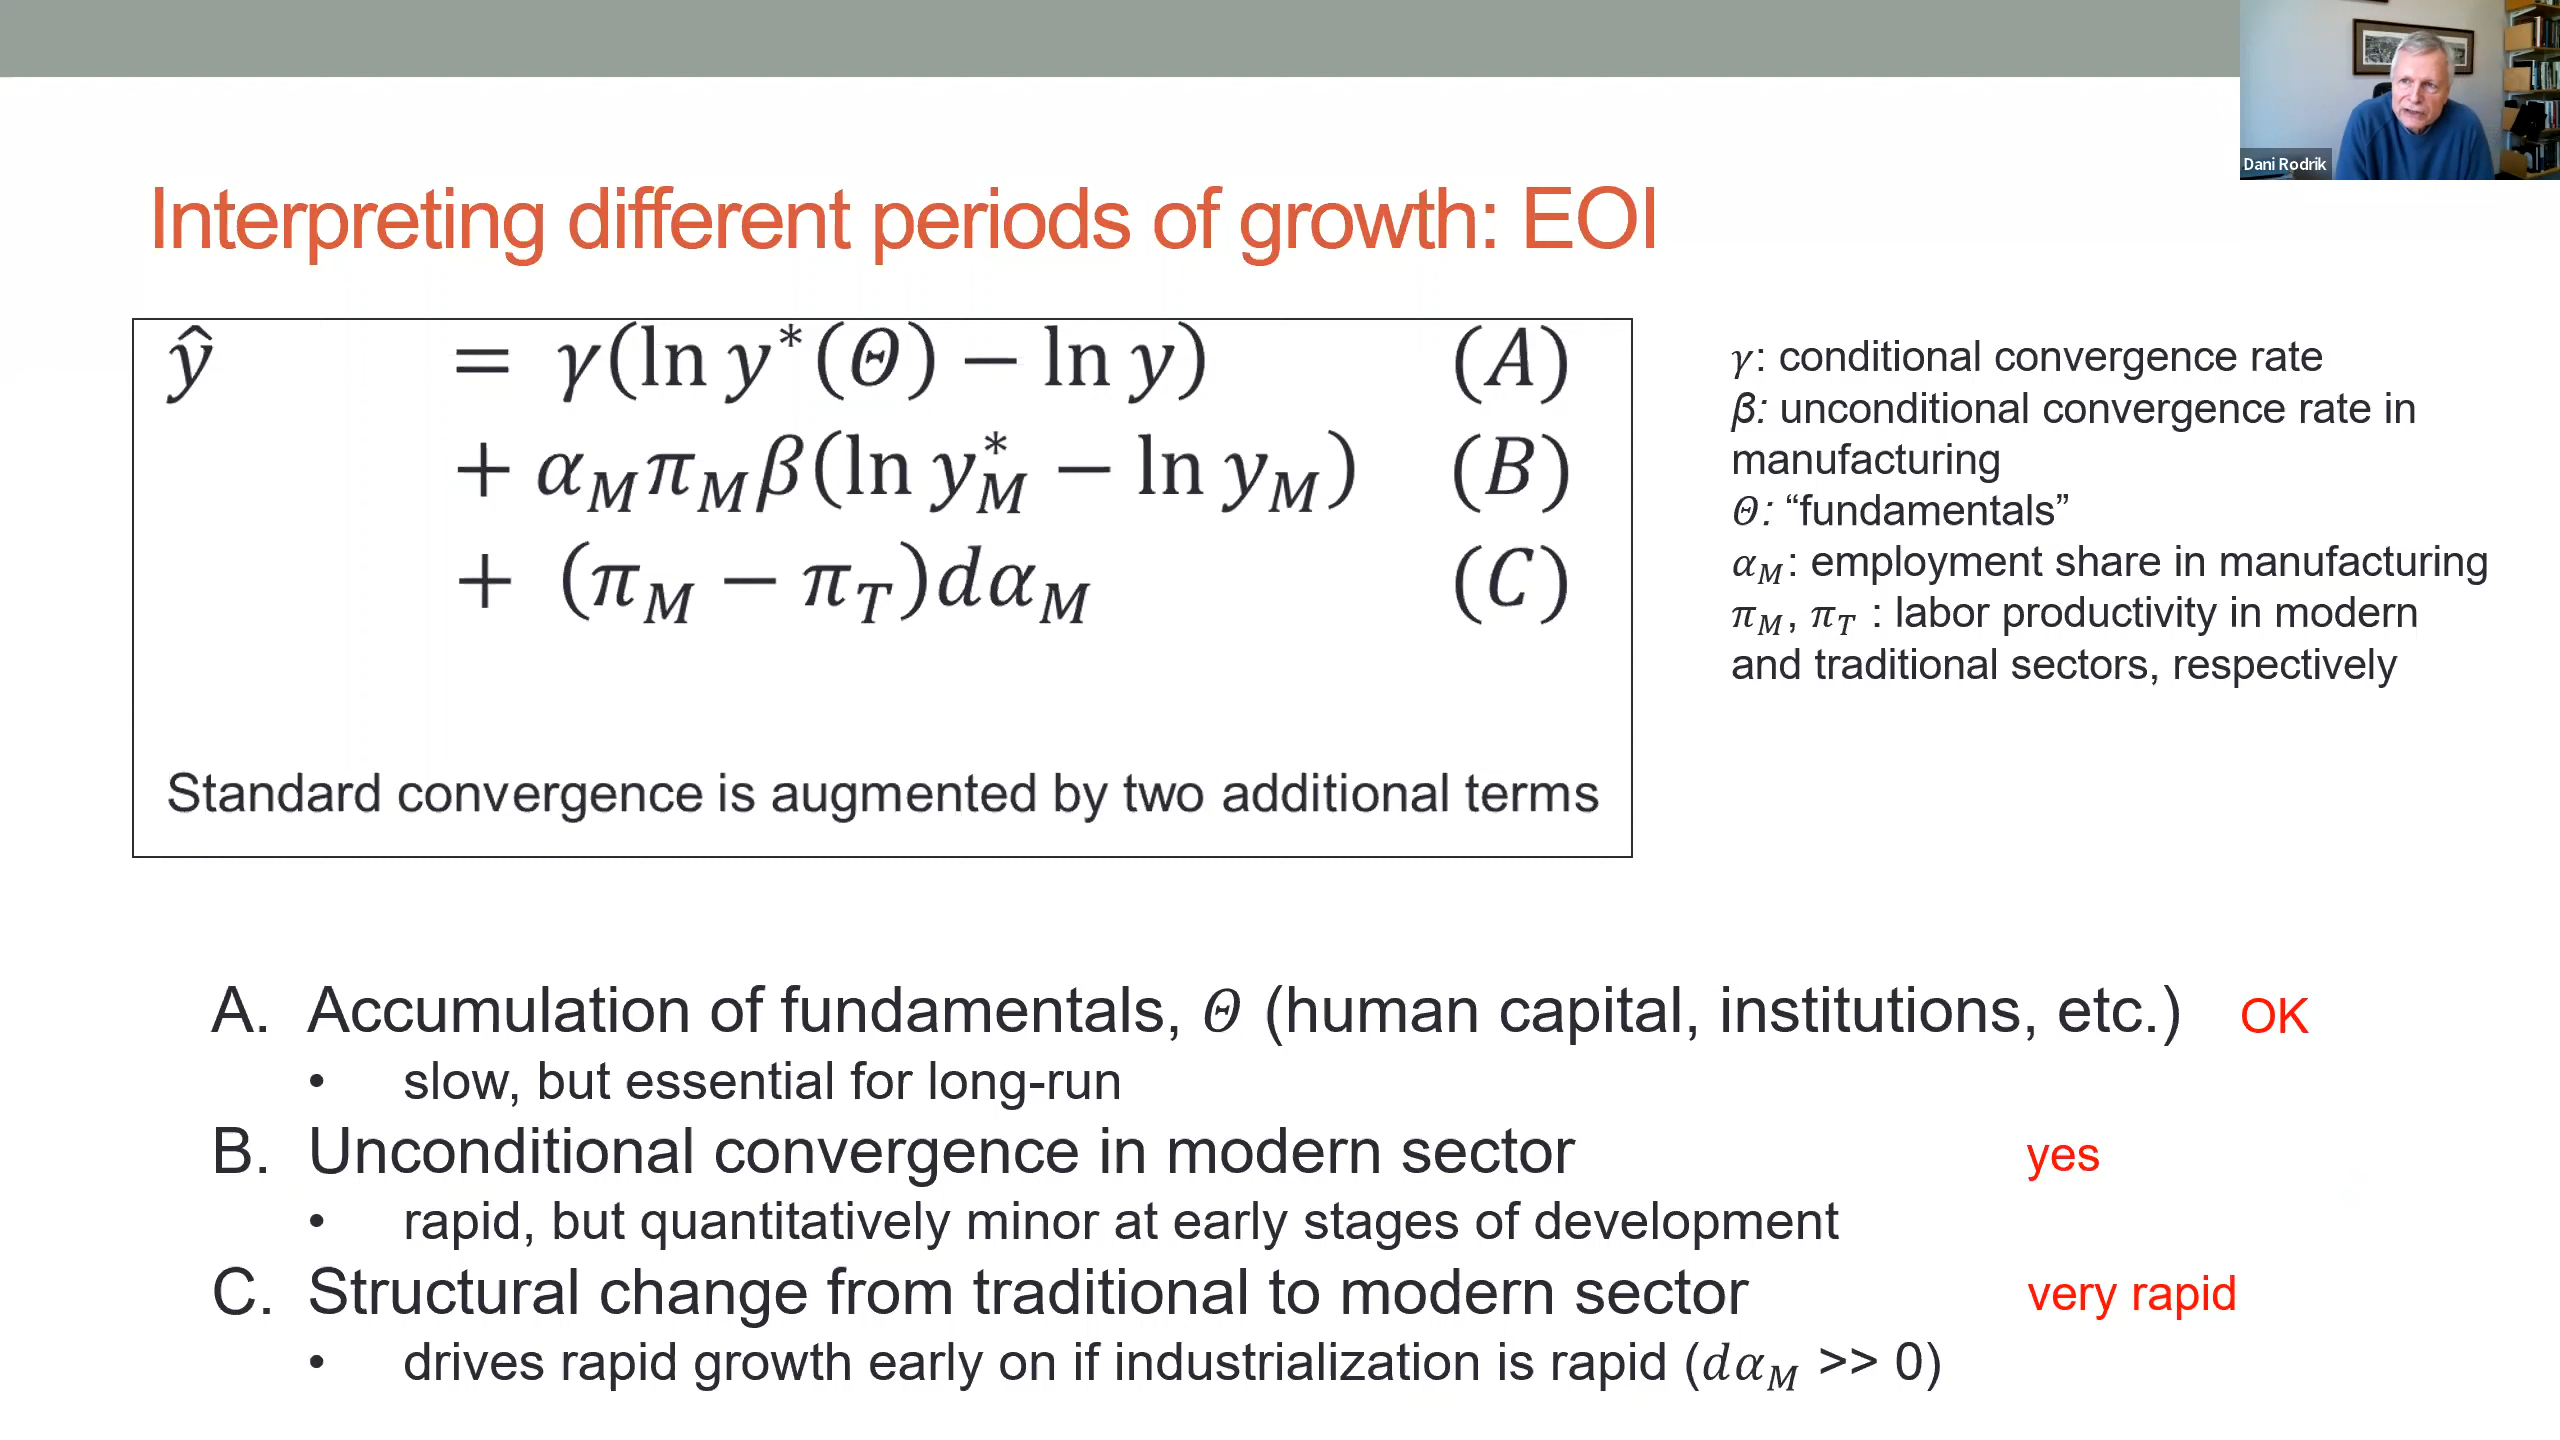 Dani Rodrik
Interpreting different periods of growth: EOI
ŷ = γ(ln y*(Θ) − ln y) (A)
+ α_M π_M β(ln y*_M − ln y_M) (B)
+ (π_M − π_T)dα_M (C)
Standard convergence is augmented by two additional terms
γ: conditional convergence rate
β: unconditional convergence rate in
manufacturing
Θ: “fundamentals”
α_M: employment share in manufacturing
π_M, π_T : labor productivity in modern
and traditional sectors, respectively
A. Accumulation of fundamentals, Θ (human capital, institutions, etc.) OK
• slow, but essential for long-run
B. Unconditional convergence in modern sector yes
• rapid, but quantitatively minor at early stages of development
C. Structural change from traditional to modern sector very rapid
• drives rapid growth early on if industrialization is rapid (dα_M >> 0)